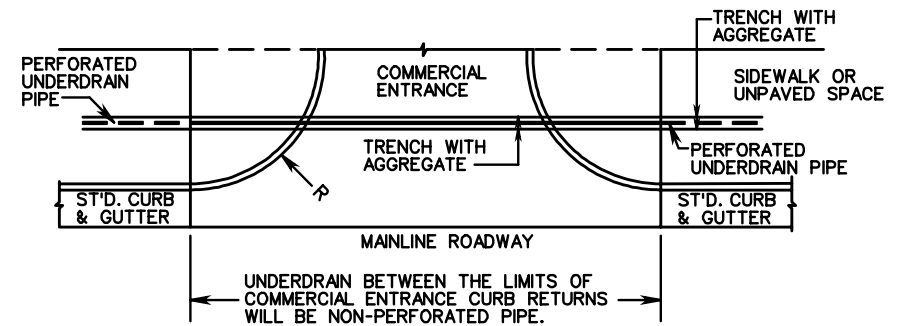 TRENCH WITH
AGGREGATE
PERFORATED
UNDERDRAIN
PIPE
COMMERCIAL
ENTRANCE
SIDEWALK OR
UNPAVED SPACE
TRENCH WITH
AGGREGATE
PERFORATED
UNDERDRAIN PIPE
R
ST'D. CURB
& GUTTER
ST'D. CURB
& GUTTER
MAINLINE ROADWAY
UNDERDRAIN BETWEEN THE LIMITS OF
COMMERCIAL ENTRANCE CURB RETURNS
WILL BE NON-PERFORATED PIPE.